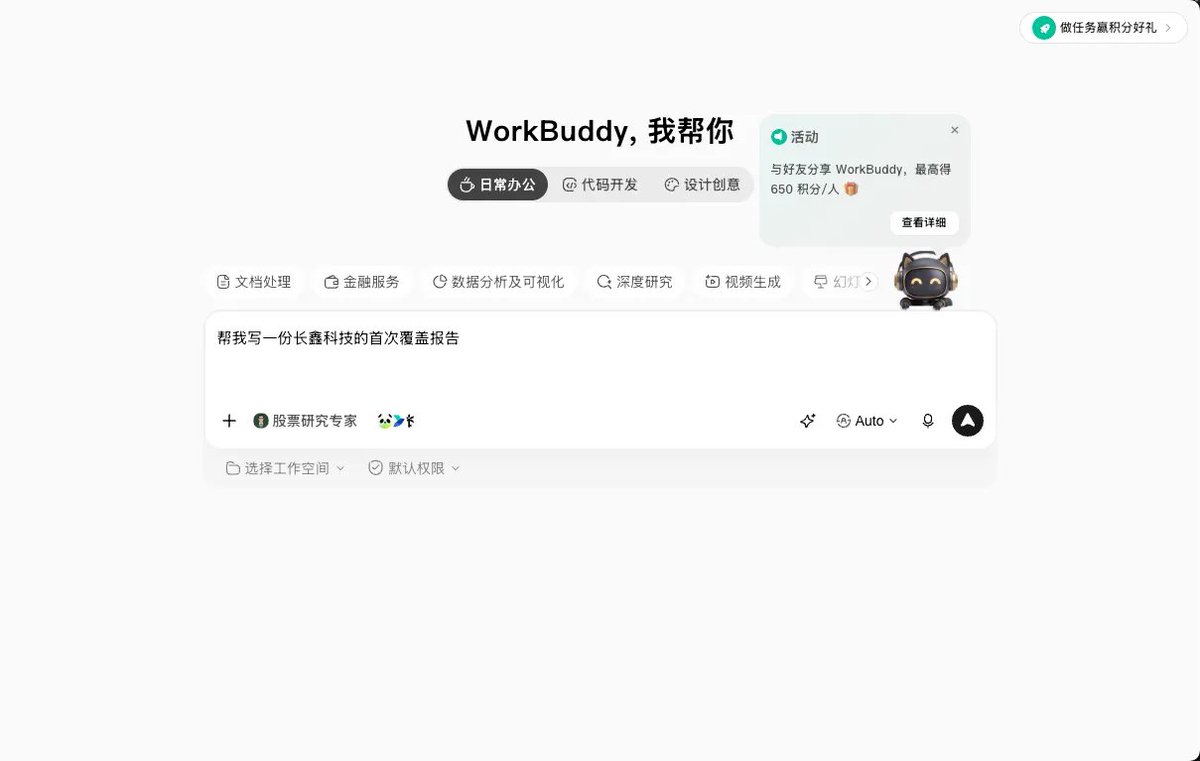 做任务赢积分好礼
WorkBuddy, 我帮你
活动
与好友分享 WorkBuddy，最高得
650 积分/人
查看详细
日常办公
代码开发
设计创意
文档处理
金融服务
数据分析及可视化
深度研究
视频生成
幻灯
帮我写一份长鑫科技的首次覆盖报告
股票研究专家
Auto
选择工作空间
默认权限